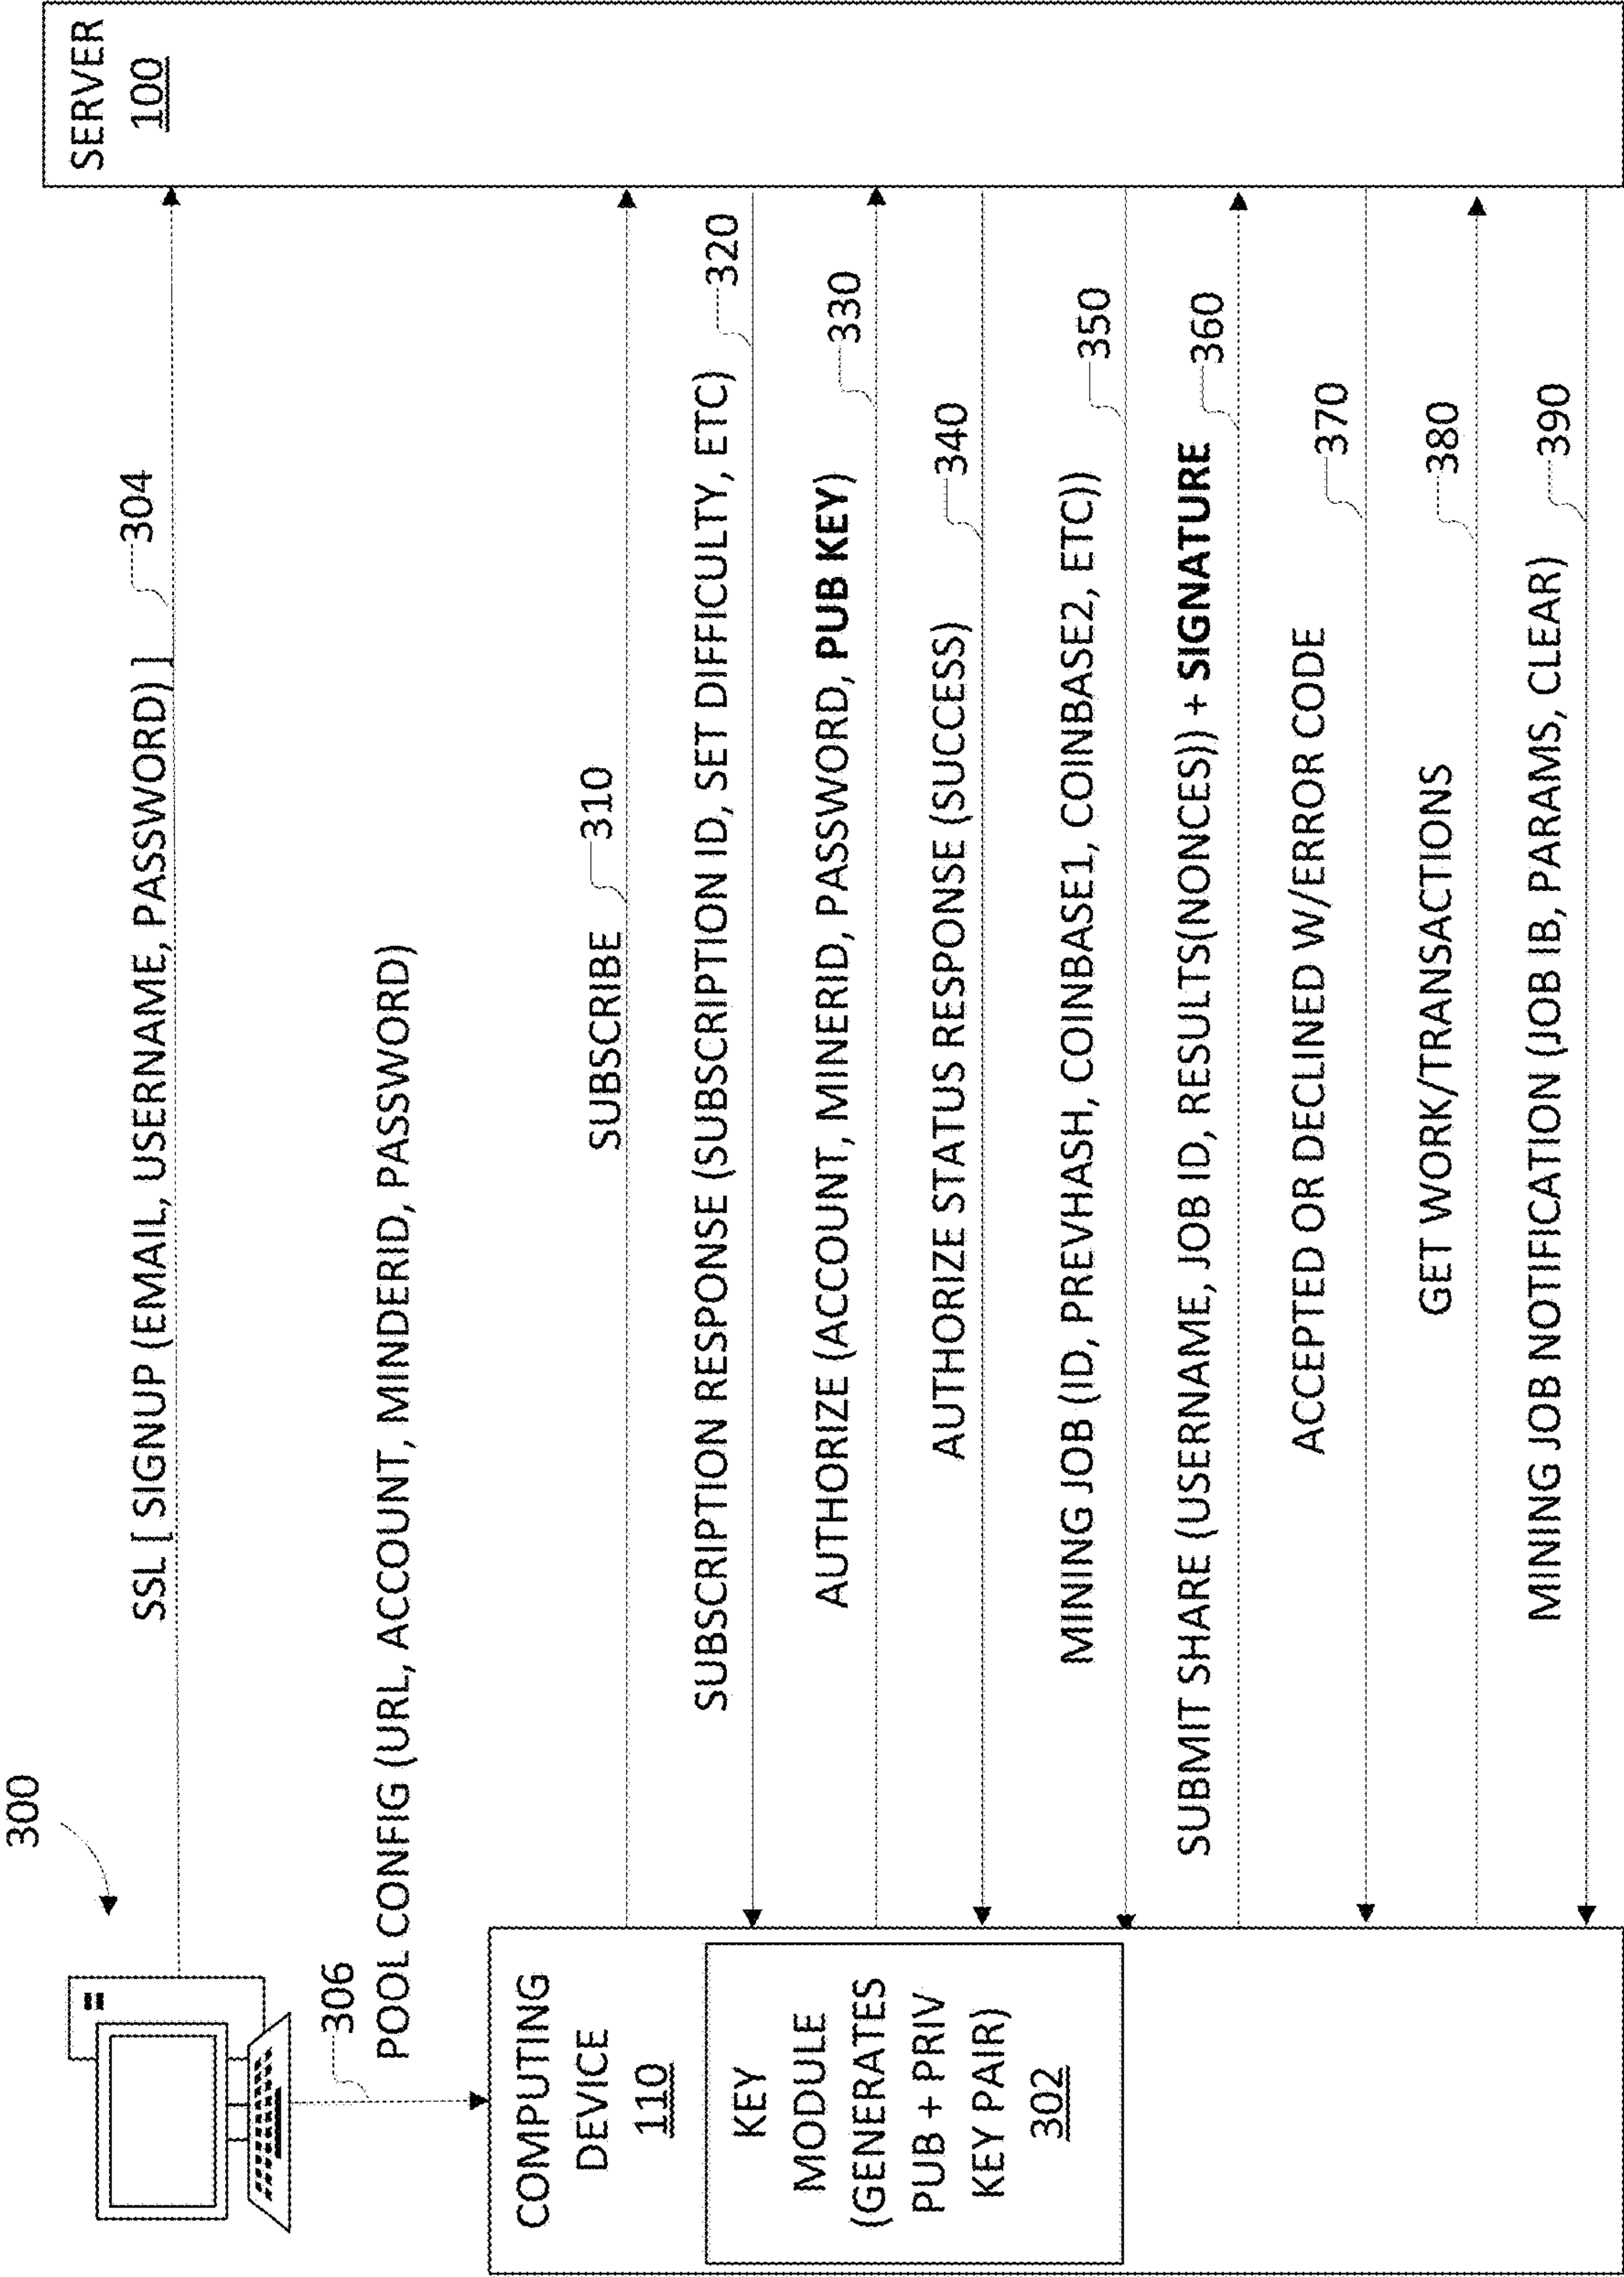 300
SSL [ SIGNUP (EMAIL, USERNAME, PASSWORD) ]
304
SERVER
100
306
POOL CONFIG (URL, ACCOUNT, MINDERID, PASSWORD)
COMPUTING
DEVICE
110
KEY
MODULE
(GENERATES
PUB + PRIV
KEY PAIR)
302
SUBSCRIBE
310
SUBSCRIPTION RESPONSE (SUBSCRIPTION ID, SET DIFFICULTY, ETC)
320
AUTHORIZE (ACCOUNT, MINERID, PASSWORD, PUB KEY)
330
AUTHORIZE STATUS RESPONSE (SUCCESS)
340
MINING JOB (ID, PREVHASH, COINBASE1, COINBASE2, ETC))
350
SUBMIT SHARE (USERNAME, JOB ID, RESULTS(NONCES)) + SIGNATURE
360
ACCEPTED OR DECLINED W/ERROR CODE
370
GET WORK/TRANSACTIONS
380
MINING JOB NOTIFICATION (JOB IB, PARAMS, CLEAR)
390